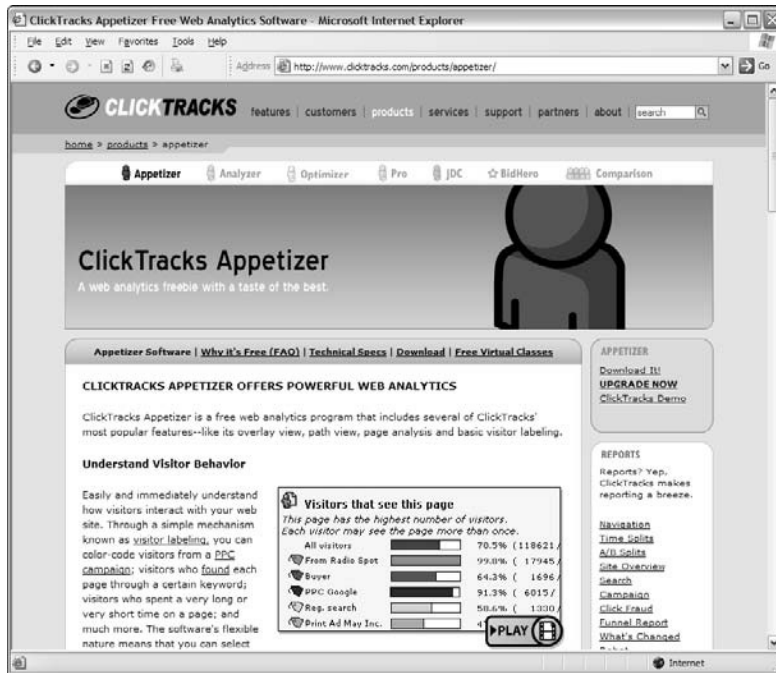 ClickTracks Appetizer Free Web Analytics Software - Microsoft Internet Explorer
File Edit View Favorites Tools Help
Address http://www.clicktracks.com/products/appetizer/ Go
CLICKTRACKS features | customers | products | services | support | partners | about | search
home > products > appetizer
Appetizer Analyzer Optimizer Pro JDC BidHero Comparison
ClickTracks Appetizer
A web analytics freebie with a taste of the best.
Appetizer Software | Why it's Free (FAQ) | Technical Specs | Download | Free Virtual Classes
CLICKTRACKS APPETIZER OFFERS POWERFUL WEB ANALYTICS
ClickTracks Appetizer is a free web analytics program that includes several of ClickTracks'
most popular features--like its overlay view, path view, page analysis and basic visitor labeling.
Understand Visitor Behavior
Easily and immediately understand
how visitors interact with your web
site. Through a simple mechanism
known as visitor labeling, you can
color-code visitors from a PPC
campaign; visitors who found each
page through a certain keyword;
visitors who spent a very long or
very short time on a page; and
much more. The software's flexible
nature means that you can select
Visitors that see this page
This page has the highest number of visitors.
Each visitor may see the page more than once.
All visitors 70.5% (118621/
From Radio Spot 99.8% ( 17945/
Buyer 64.3% ( 1696/
PPC Google 91.3% ( 6015/
Reg. search 58.6% ( 1330/
Print Ad May Inc. 4
PLAY
APPETIZER
Download It!
UPGRADE NOW
ClickTracks Demo
REPORTS
Reports? Yep.
ClickTracks makes
reporting a breeze.
Navigation
Time Splits
A/B Splits
Site Overview
Search
Campaign
Click Fraud
Funnel Report
What's Changed
Internet